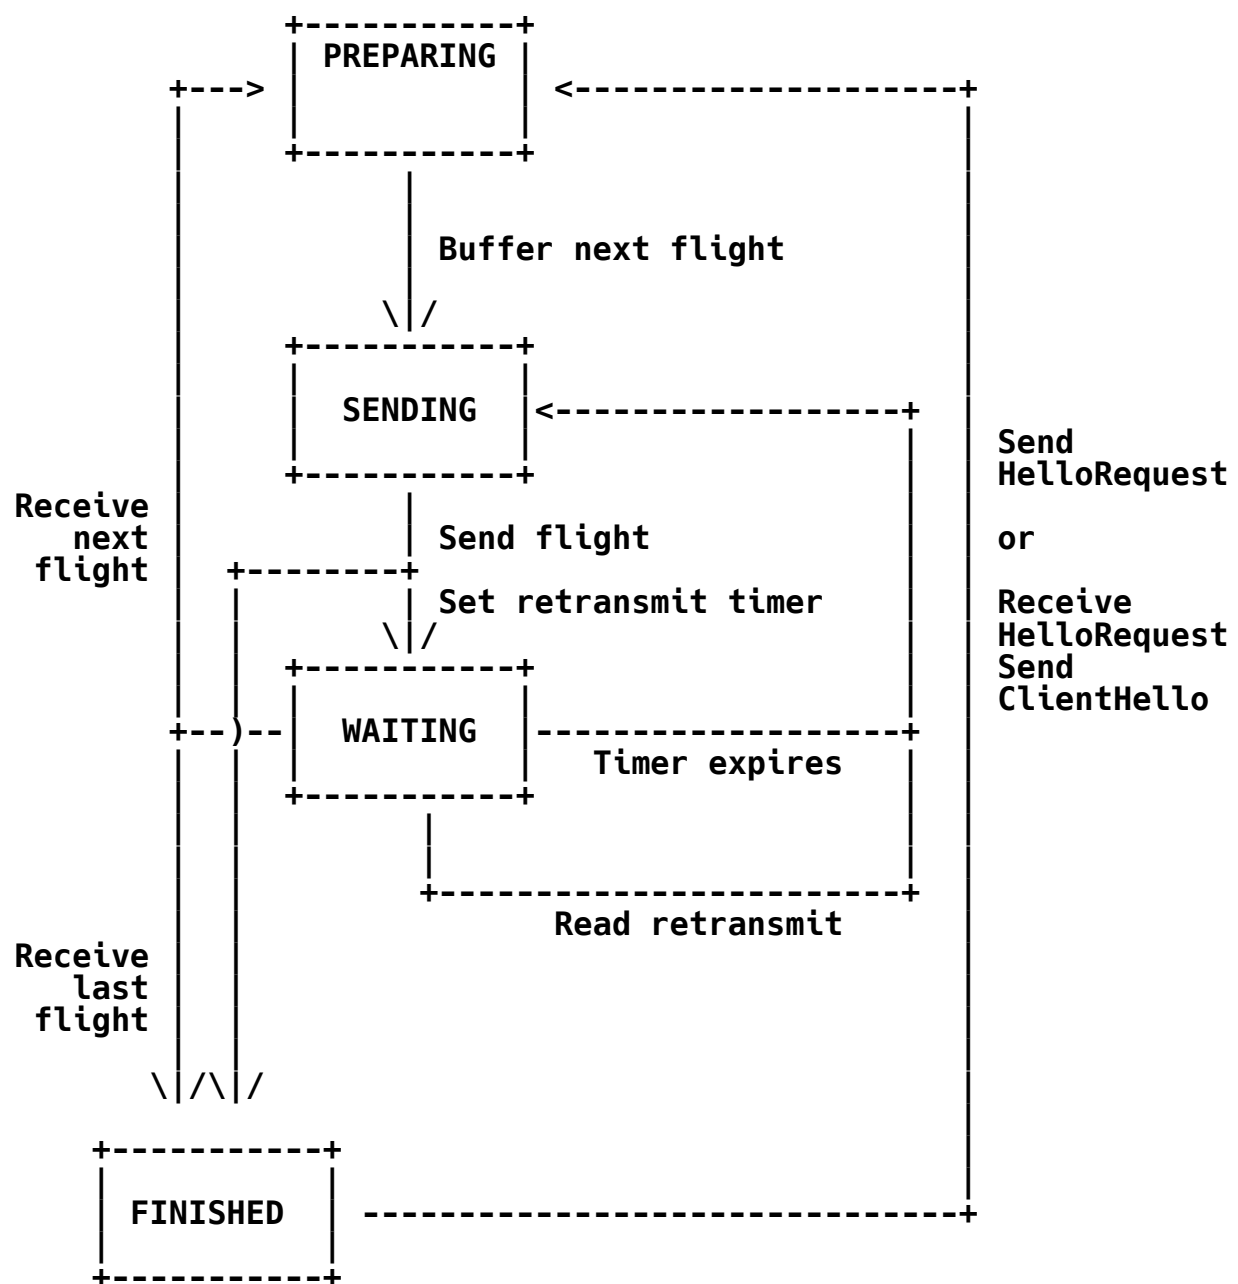 PREPARING
Buffer next flight
SENDING
Send
HelloRequest
Receive
next
flight
Send flight
or
Set retransmit timer
Receive
HelloRequest
Send
ClientHello
WAITING
Timer expires
Read retransmit
Receive
last
flight
FINISHED